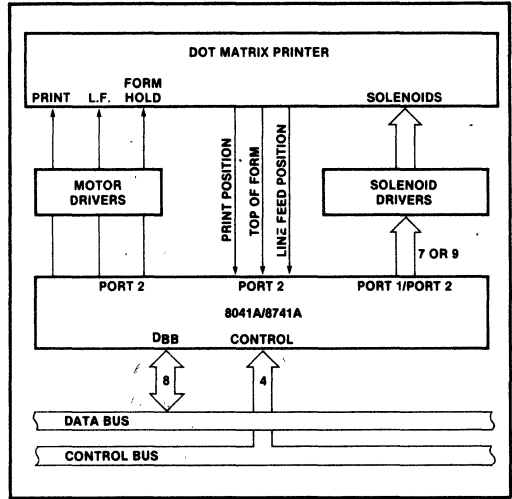 DOT MATRIX PRINTER
FORM
PRINT L.F. HOLD SOLENOIDS
MOTOR
DRIVERS
PRINT POSITION
TOP OF FORM
LINE FEED POSITION
SOLENOID
DRIVERS
7 OR 9
PORT 2 PORT 2 PORT 1/PORT 2
8041A/8741A
DBB CONTROL
8 4
DATA BUS
CONTROL BUS